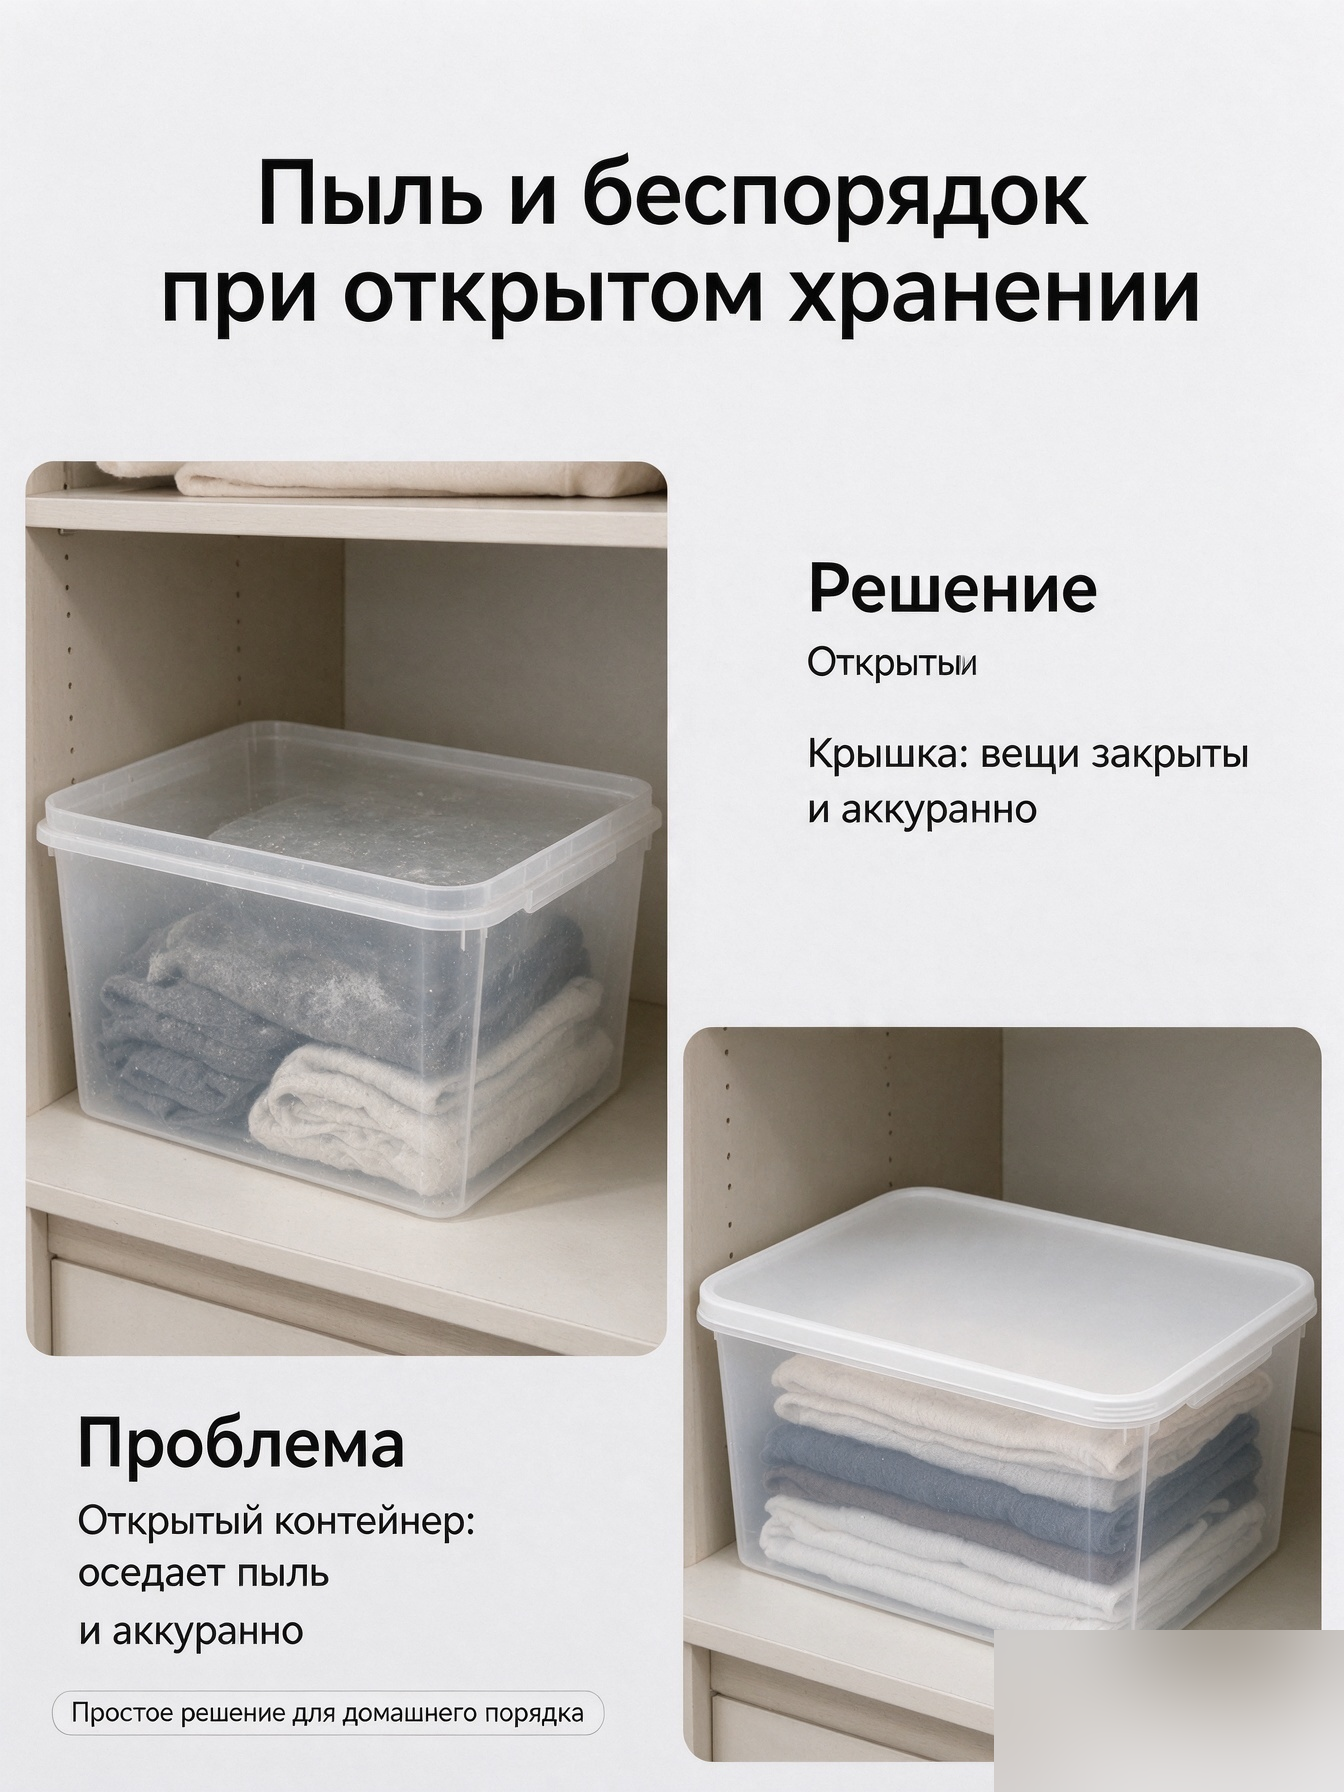 Пыль и беспорядок
при открытом хранении
Решение
Открыты
Крышка: вещи закрыты
и аккуранно
Проблема
Открытый контейнер:
оседает пыль
и аккуранно
Простое решение для домашнего порядка